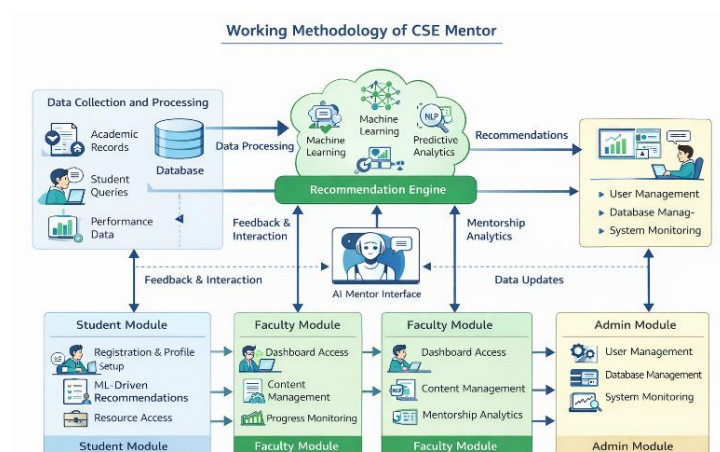 Working Methodology of CSE Mentor
Data Collection and Processing
Academic
Records
Student
Queries
Performance
Data
Database
Data Processing
Machine
Learning
Machine
Learning
NLP
Predictive
Analytics
Recommendation Engine
Recommendations
User Management
Database Manag-
System Monitoring
Feedback &
Interaction
Mentorship
Analytics
AI Mentor Interface
Feedback & Interaction
Data Updates
Student Module
Registration & Profile
Setup
ML-Driven
Recommendations
Resource Access
Student Module
Faculty Module
Dashboard Access
Content
Management
Progress Monitoring
Faculty Module
Faculty Module
Dashboard Access
Content Management
Mentorship Analytics
Faculty Module
Admin Module
User Management
Database Management
System Monitoring
Admin Module